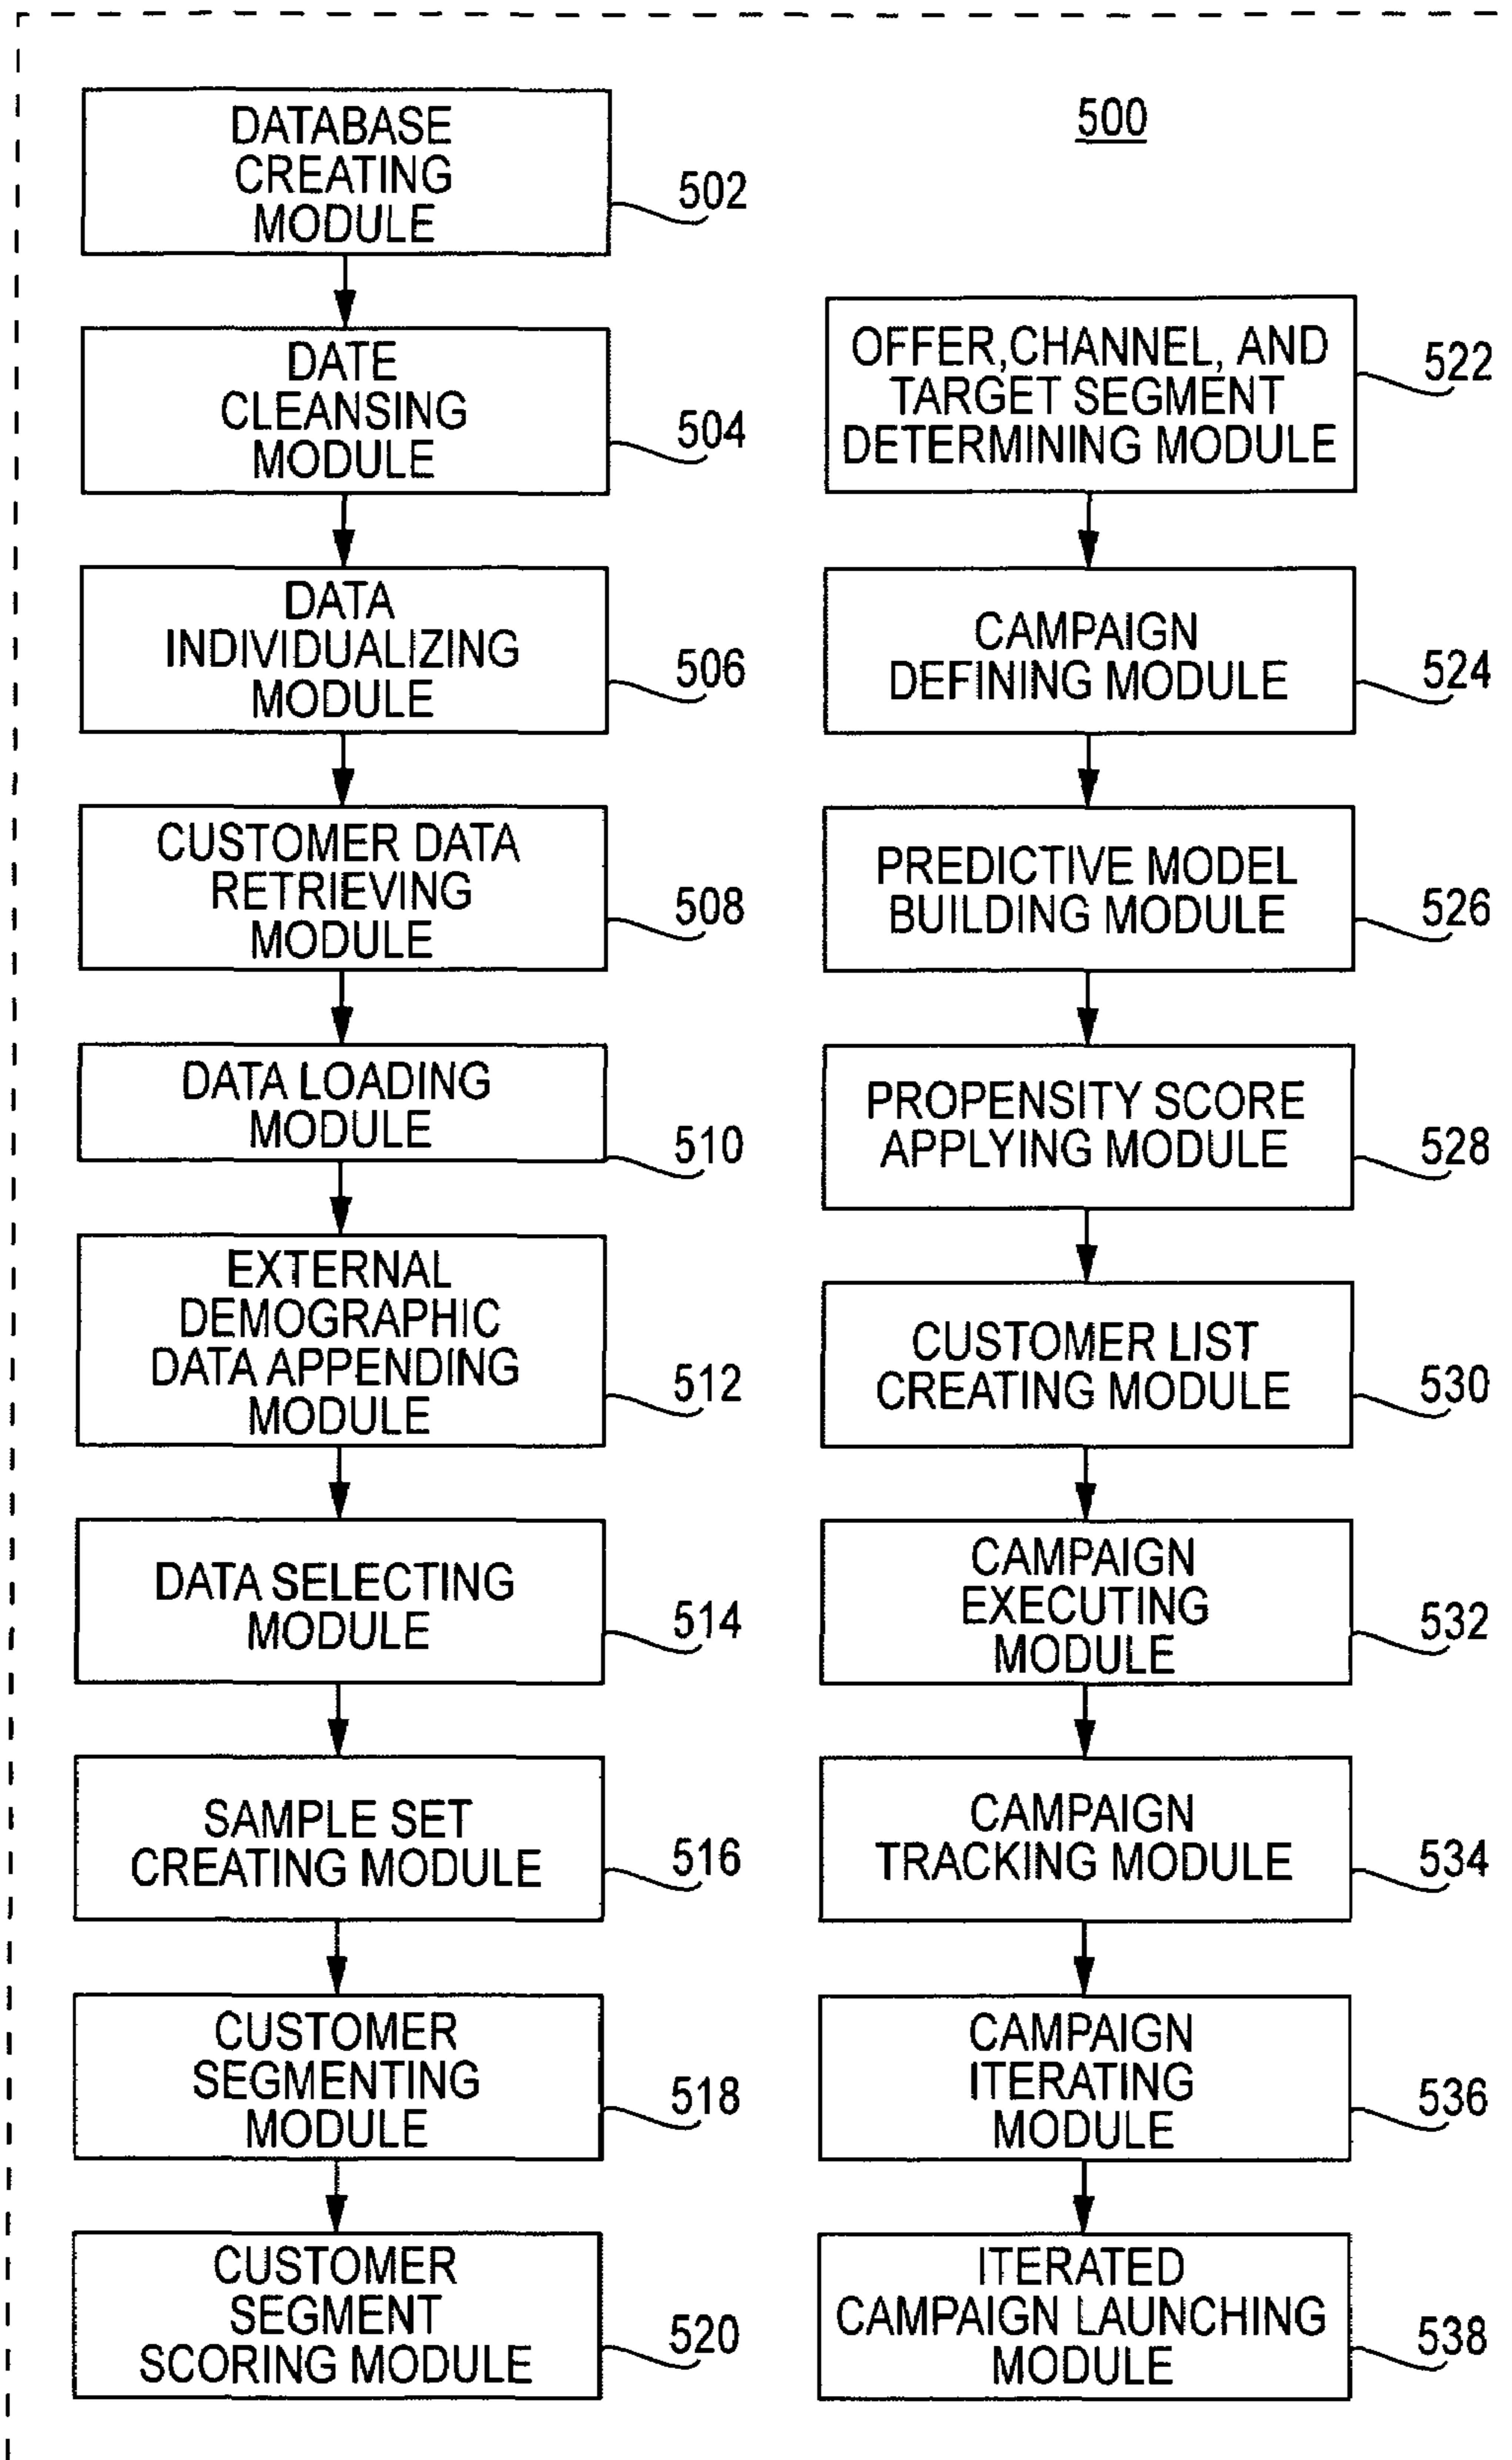 500
DATABASE
CREATING
MODULE
502
DATE
CLEANSING
MODULE
504
DATA
INDIVIDUALIZING
MODULE
506
CUSTOMER DATA
RETRIEVING
MODULE
508
DATA LOADING
MODULE
510
EXTERNAL
DEMOGRAPHIC
DATA APPENDING
MODULE
512
DATA SELECTING
MODULE
514
SAMPLE SET
CREATING MODULE
516
CUSTOMER
SEGMENTING
MODULE
518
CUSTOMER
SEGMENT
SCORING MODULE
520
OFFER,CHANNEL, AND
TARGET SEGMENT
DETERMINING MODULE
522
CAMPAIGN
DEFINING MODULE
524
PREDICTIVE MODEL
BUILDING MODULE
526
PROPENSITY SCORE
APPLYING MODULE
528
CUSTOMER LIST
CREATING MODULE
530
CAMPAIGN
EXECUTING
MODULE
532
CAMPAIGN
TRACKING MODULE
534
CAMPAIGN
ITERATING
MODULE
536
ITERATED
CAMPAIGN LAUNCHING
MODULE
538